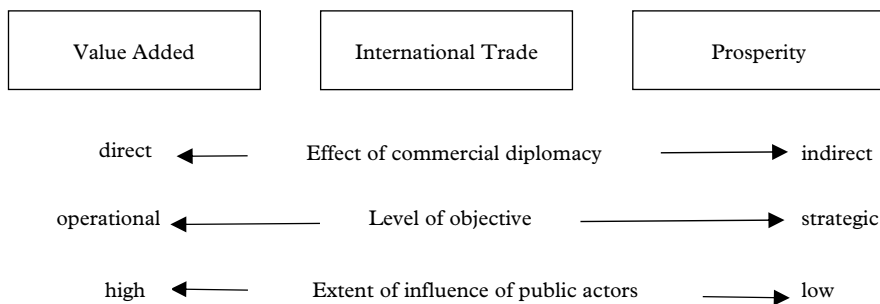 Value Added International Trade Prosperity
direct Effect of commercial diplomacy indirect
operational Level of objective strategic
high Extent of influence of public actors low